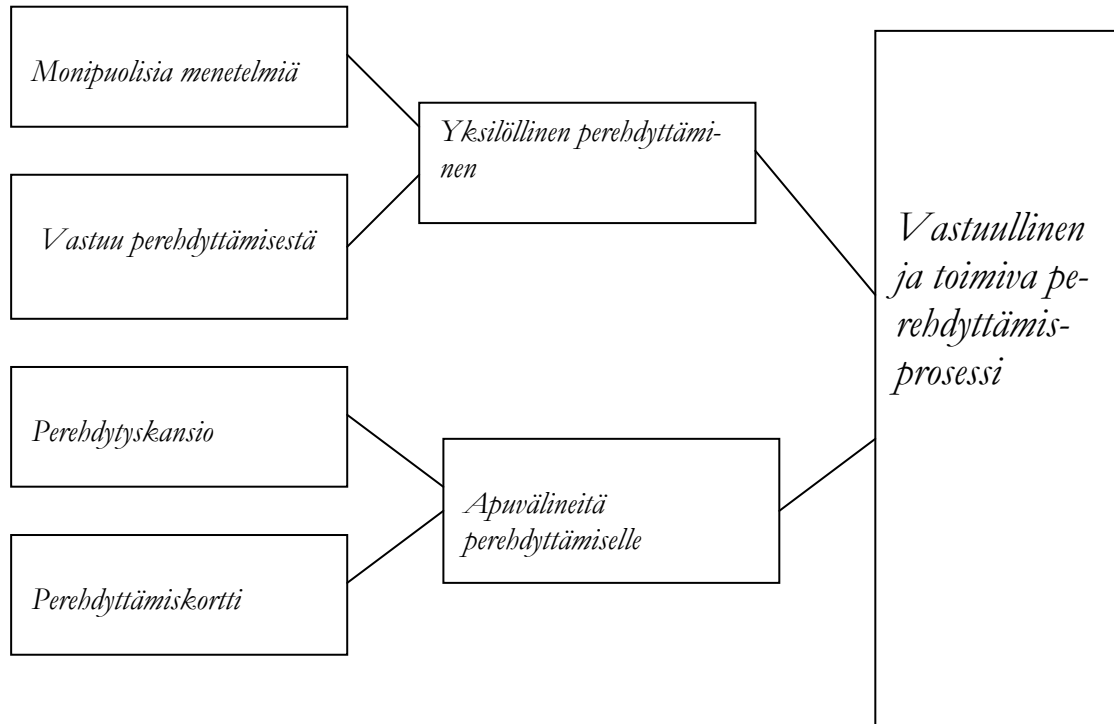 Monipuolisia menetelmiä
Vastuu perehdyttämisestä
Yksilöllinen perehdyttämi-
nen
Perehdytyskansio
Perehdyttämiskortti
Apuvälineitä
perehdyttämiselle
Vastuullinen
ja toimiva pe-
rehdyttämis-
prosessi